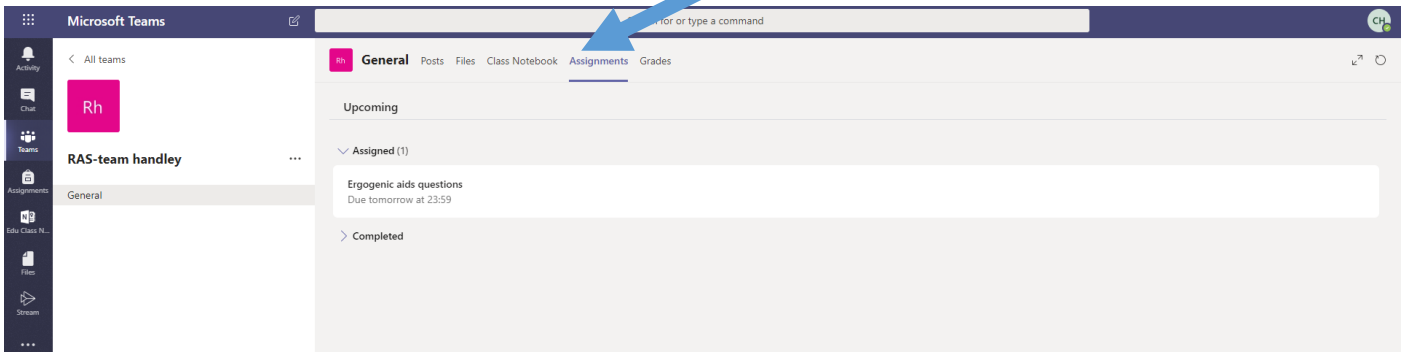 Microsoft Teams
for or type a command
CH
Activity
Chat
Teams
Assignments
Edu Class N...
Files
Stream
All teams
Rh
RAS-team handley
General
Rh General Posts Files Class Notebook Assignments Grades
Upcoming
Assigned (1)
Ergogenic aids questions
Due tomorrow at 23:59
Completed